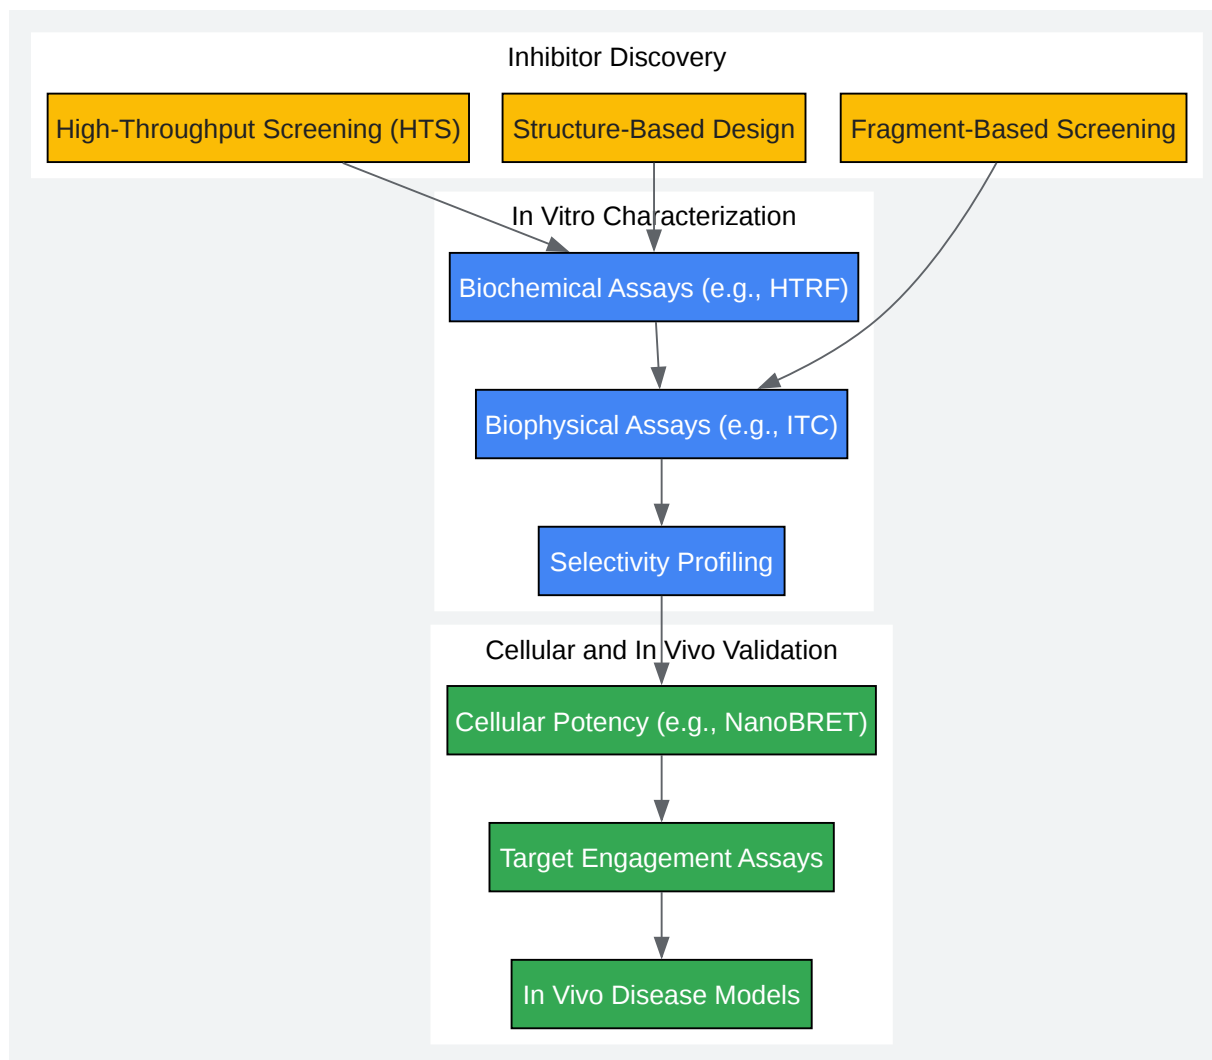 Inhibitor Discovery
High-Throughput Screening (HTS)
Structure-Based Design
Fragment-Based Screening
In Vitro Characterization
Biochemical Assays (e.g., HTRF)
Biophysical Assays (e.g., ITC)
Selectivity Profiling
Cellular and In Vivo Validation
Cellular Potency (e.g., NanoBRET)
Target Engagement Assays
In Vivo Disease Models